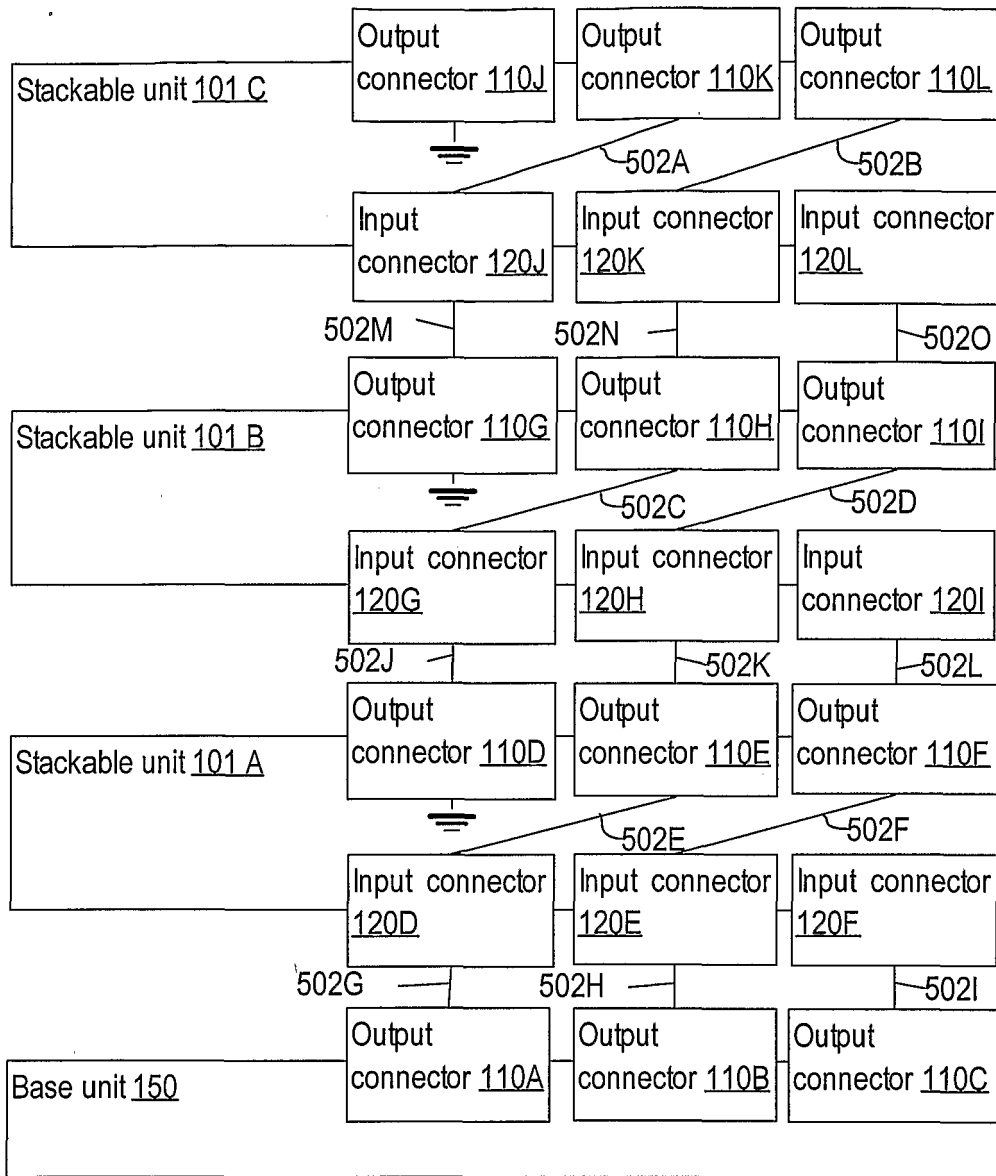 Output
connector 110J
Output
connector 110K
Output
connector 110L
Stackable unit 101 C
502A
502B
Input
connector 120J
Input connector
120K
Input connector
120L
502M
502N
502O
Output
connector 110G
Output
connector 110H
Output
connector 110I
Stackable unit 101 B
502C
502D
Input connector
120G
Input connector
120H
Input
connector 120I
502J
502K
502L
Output
connector 110D
Output
connector 110E
Output
connector 110F
Stackable unit 101 A
502E
502F
Input connector
120D
Input connector
120E
Input connector
120F
502G
502H
502I
Output
connector 110A
Output
connector 110B
Output
connector 110C
Base unit 150